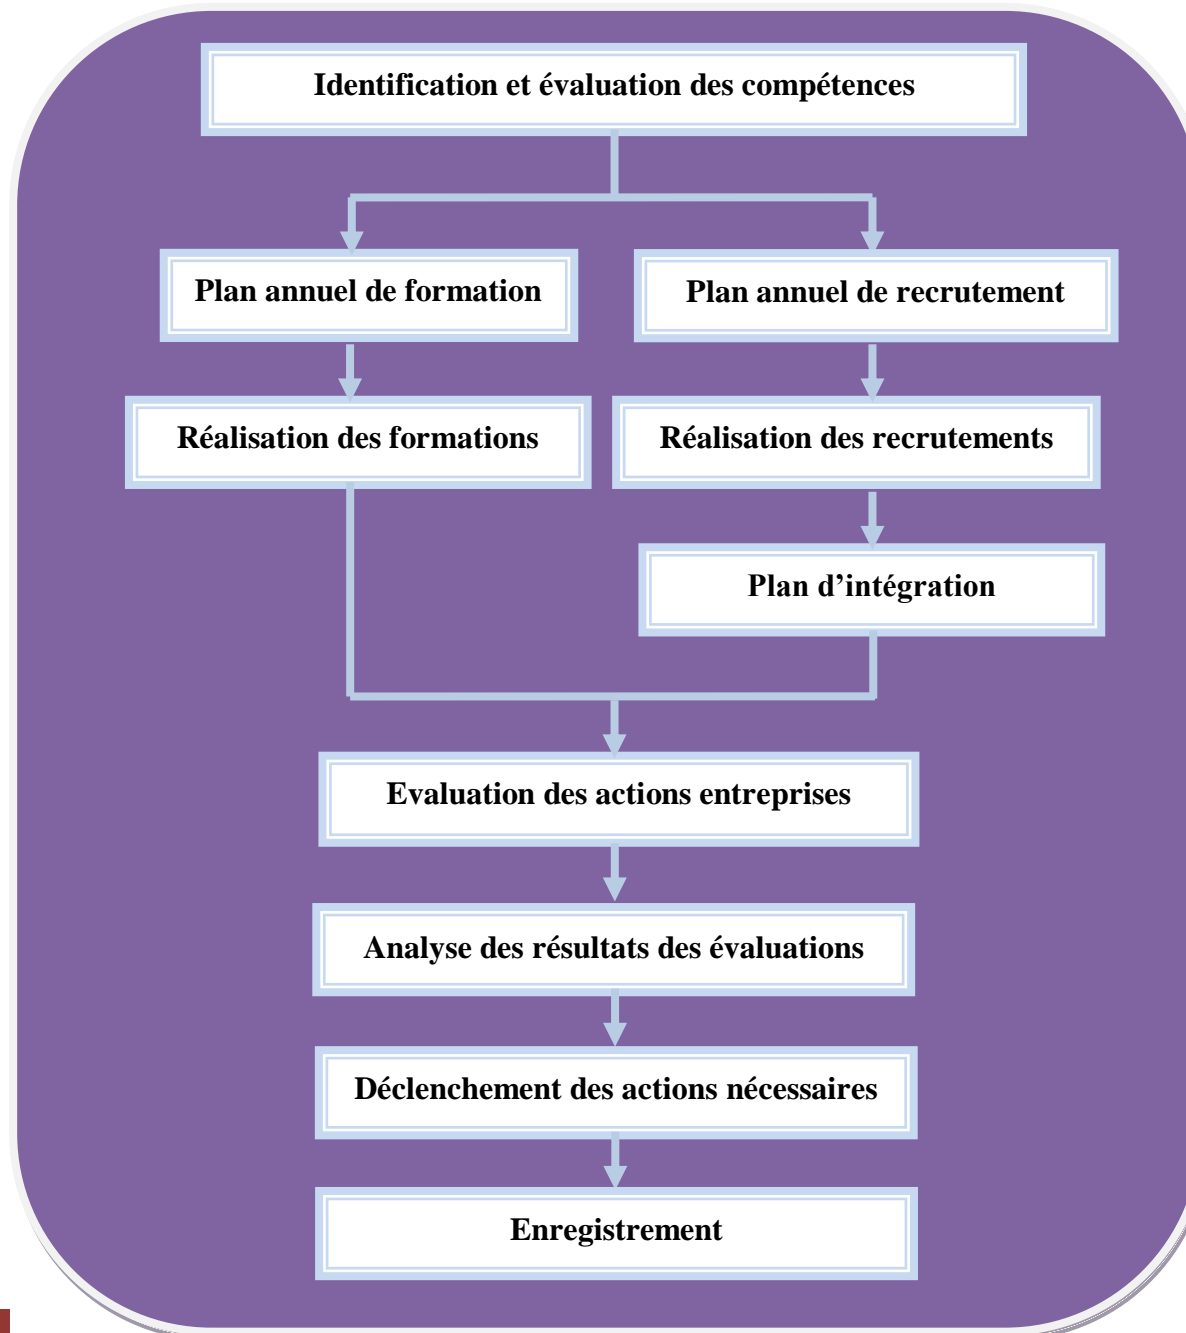 Identification et évaluation des compétences
Plan annuel de formation
Plan annuel de recrutement
Réalisation des formations
Réalisation des recrutements
Plan d’intégration
Evaluation des actions entreprises
Analyse des résultats des évaluations
Déclenchement des actions nécessaires
Enregistrement